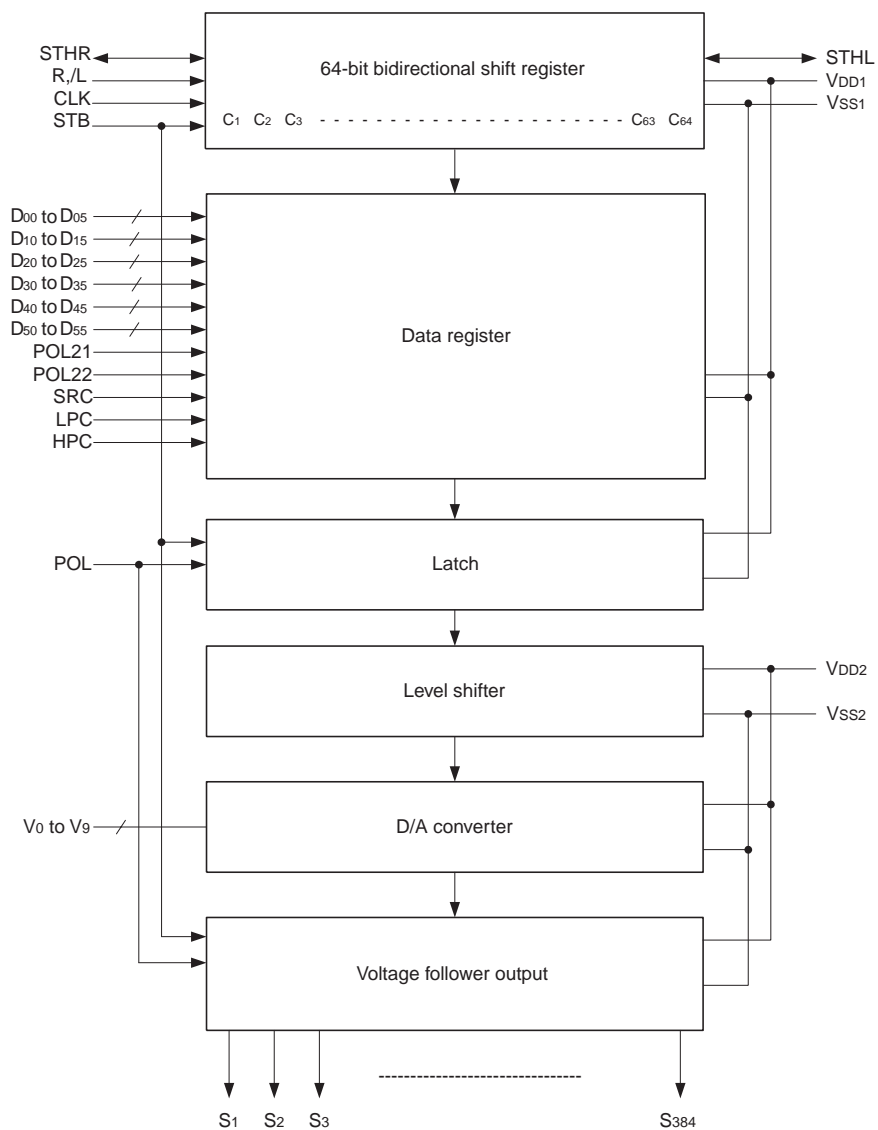 STHR
R,/L
CLK
STB
64-bit bidirectional shift register
C1 C2 C3 - - - - - - - - - - - - - - - - - - - - C63 C64
STHL
VDD1
VSS1
D00 to D05
D10 to D15
D20 to D25
D30 to D35
D40 to D45
D50 to D55
POL21
POL22
SRC
LPC
HPC
Data register
POL
Latch
Level shifter
VDD2
VSS2
V0 to V9
D/A converter
Voltage follower output
S1 S2 S3 ----------------------------- S384